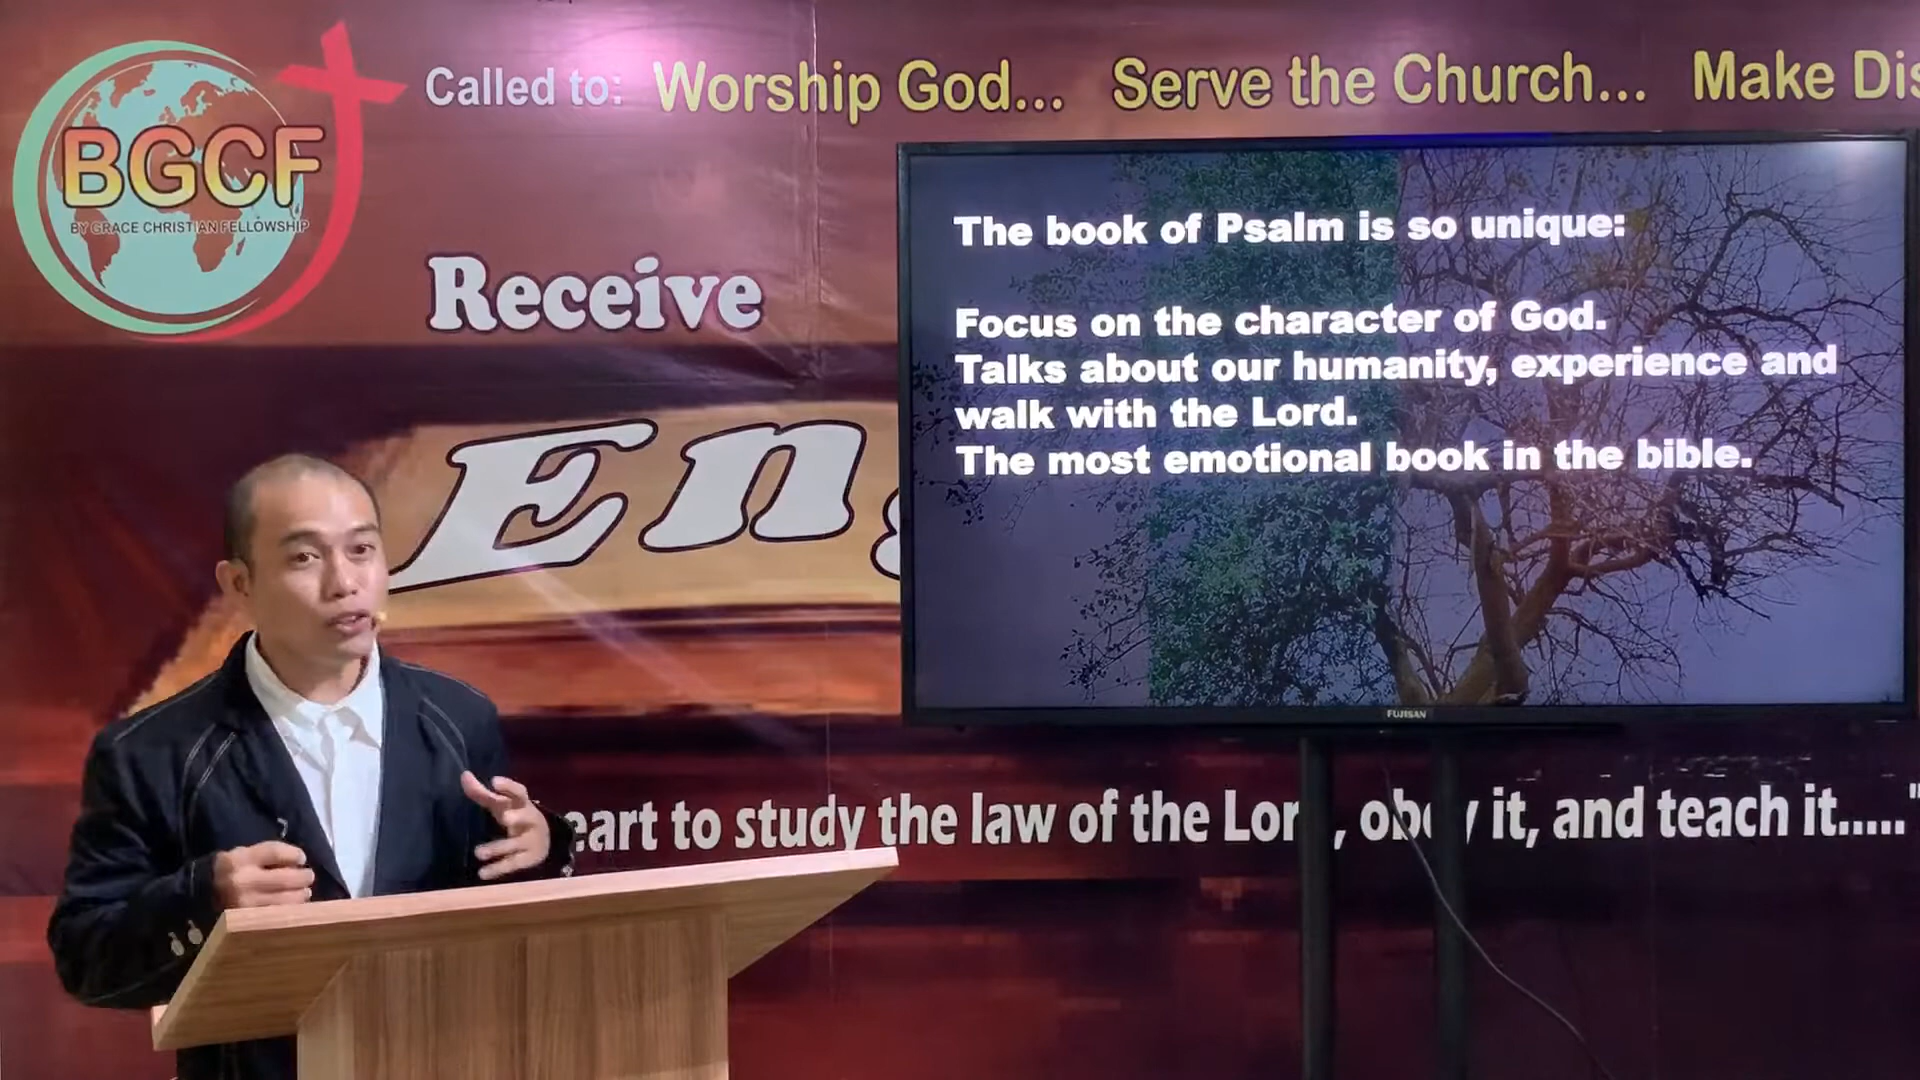 BGCF
BY GRACE CHRISTIAN FELLOWSHIP
Called to: Worship God... Serve the Church... Make
Receive
The book of Psalm is so unique:
Focus on the character of God.
Talks about our humanity, experience and
walk with the Lord.
The most emotional book in the bible.
FUJISAN
to study the law of the Lor , ob y it, and teach it....."